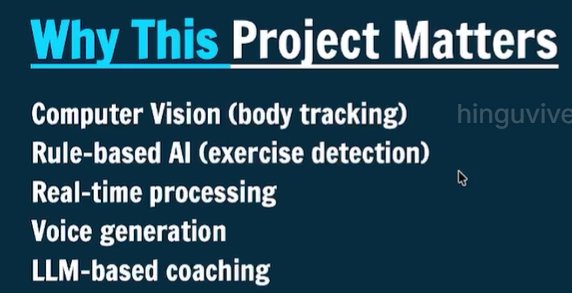 Why This Project Matters
Computer Vision (body tracking)
hinguvive
Rule-based AI (exercise detection)
Real-time processing
Voice generation
LLM-based coaching